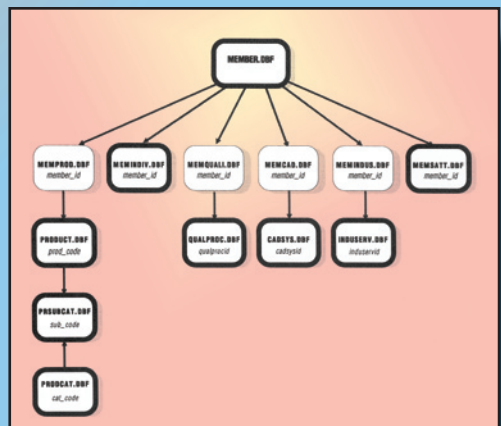 MEMBER.DBF
MEMPROD.DBF
member_id
MEMINDIV.DBF
member_id
MEMQUALI.DBF
member_id
MEMCAD.DBF
member_id
MEMINDUS.DBF
member_id
MEMSATT.DBF
member_id
PRODUCT.DBF
prod_code
QUALPROC.DBF
qualprocid
CADSYS.DBF
cadsysid
INDUSERV.DBF
induservid
PRSUBCAT.DBF
sub_code
PRODCAT.DBF
cat_code